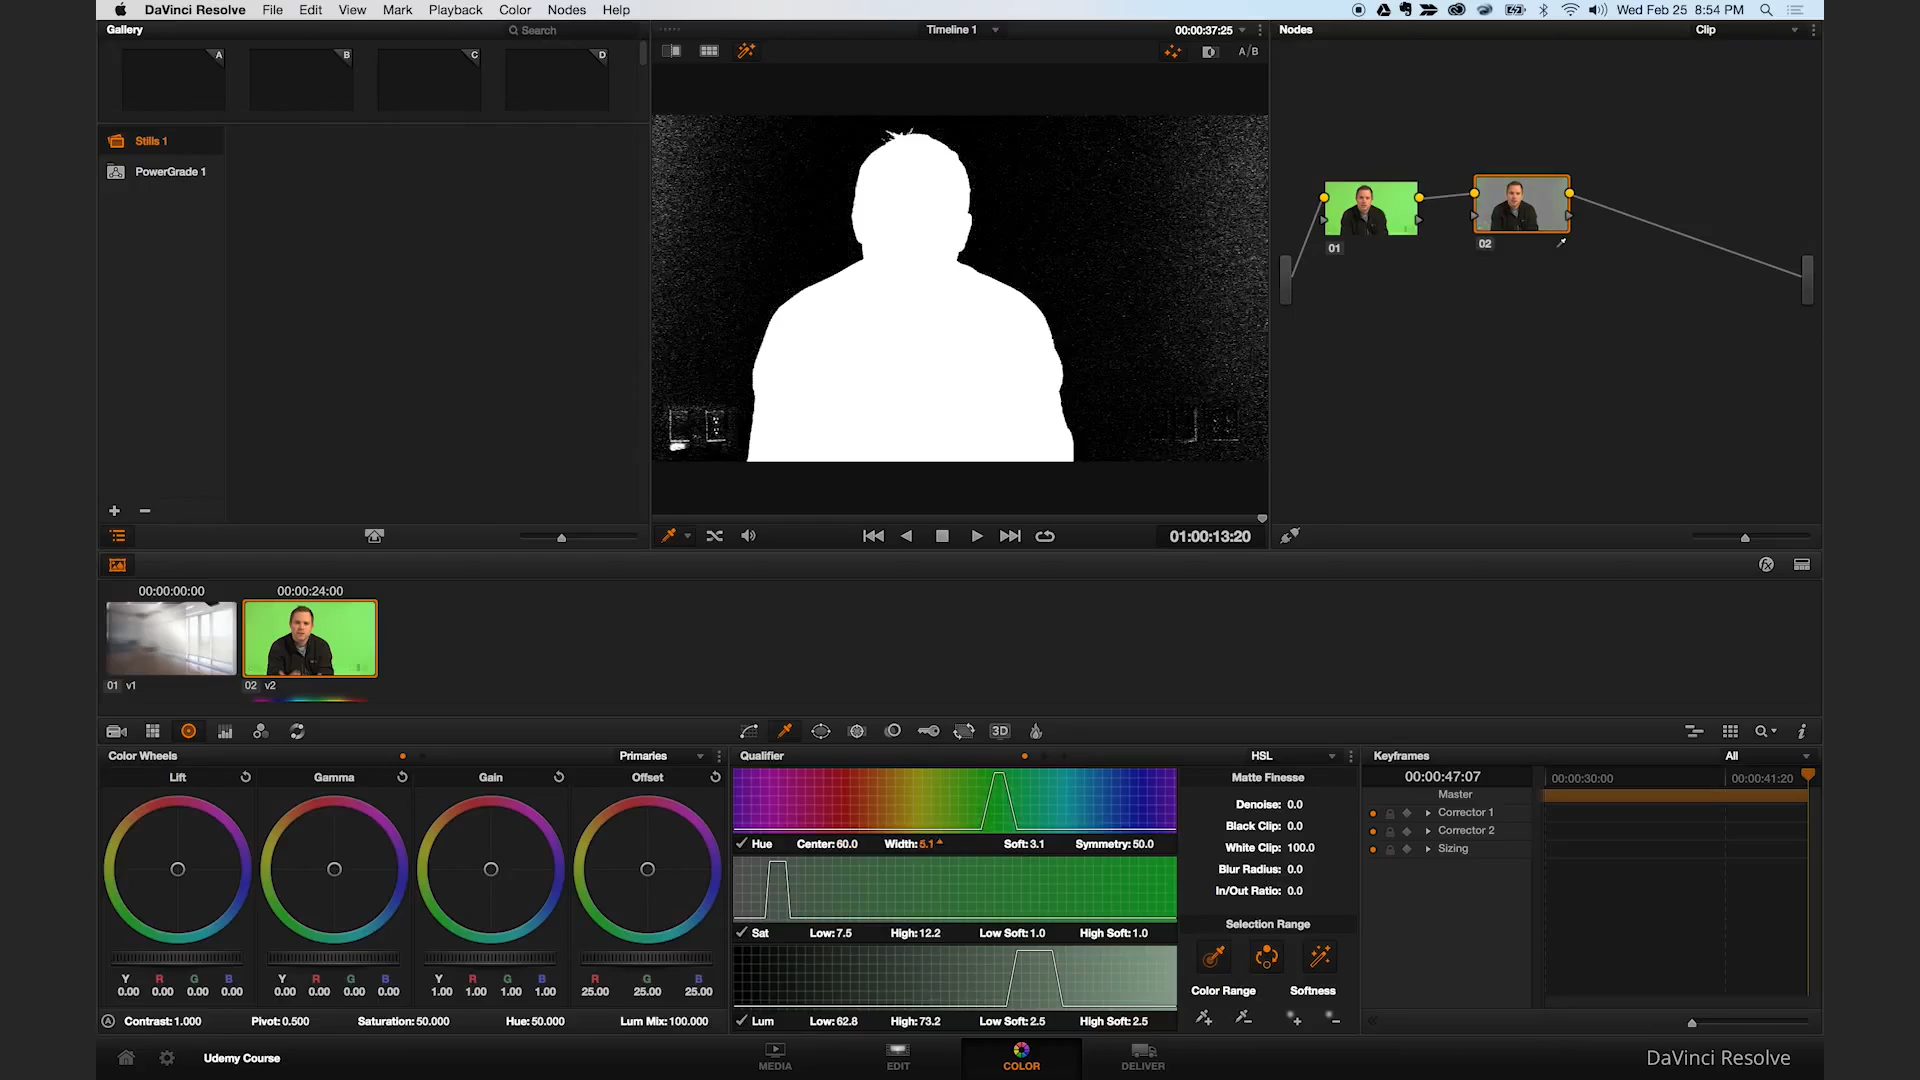 DaVinci Resolve File Edit View Mark Playback Color Nodes Help Wed Feb 25 8:54 PM
Gallery Search Timeline 1 00:00:37:25 Nodes Clip
A B C D A/B
Stills 1
PowerGrade 1
01 02
01:00:13:20
00:00:00:00 00:00:24:00
01 v1 02 v2
3D
Color Wheels Primaries Qualifier HSL Keyframes All
Lift Gamma Gain Offset Matte Finesse 00:00:47:07 00:00:30:00 00:00:41:20
Master
Denoise: 0.0 Corrector 1
Black Clip: 0.0 Corrector 2
Hue Center: 60.0 Width: 5.1 Soft: 3.1 Symmetry: 50.0 White Clip: 100.0 Sizing
Blur Radius: 0.0
In/Out Ratio: 0.0
Sat Low: 7.5 High: 12.2 Low Soft: 1.0 High Soft: 1.0 Selection Range
Y R G B Y R G B Y R G B R G B
0.00 0.00 0.00 0.00 0.00 0.00 0.00 0.00 1.00 1.00 1.00 1.00 25.00 25.00 25.00 Color Range Softness
A Contrast: 1.000 Pivot: 0.500 Saturation: 50.000 Hue: 50.000 Lum Mix: 100.000 Lum Low: 62.8 High: 73.2 Low Soft: 2.5 High Soft: 2.5
Udemy Course MEDIA EDIT COLOR DELIVER DaVinci Resolve